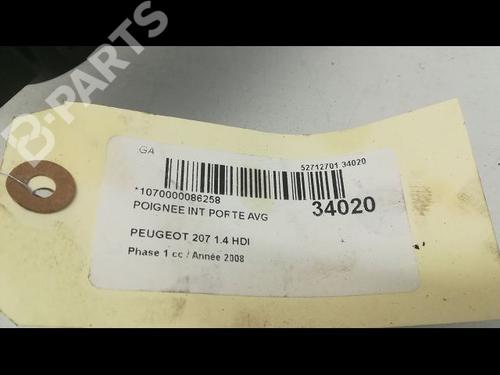 B-PARTS
GA
52712701 34020
*1070000086258
POIGNEE INT PORTE AVG
34020
PEUGEOT 207 1.4 HDI
Phase 1 cc / Année 2008